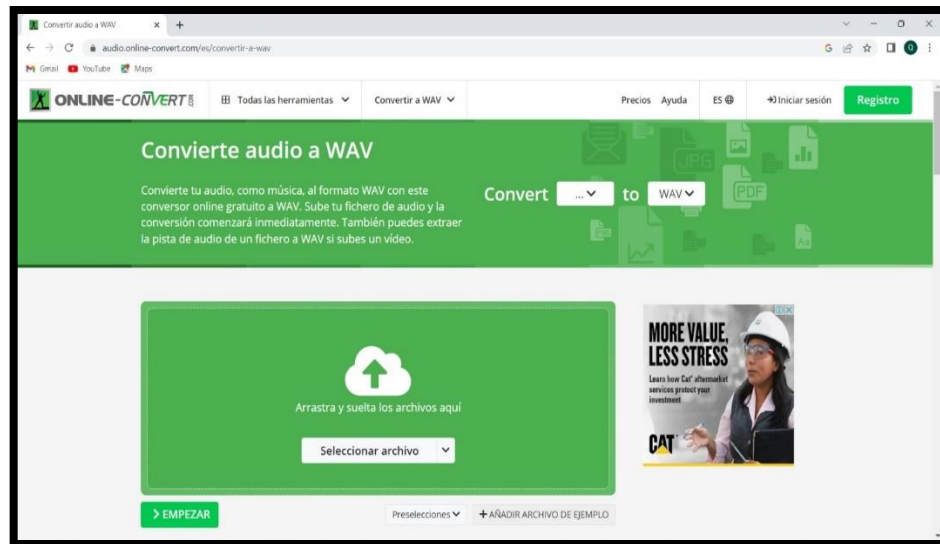 Convertir audio a WAV
audio.online-convert.com/es/convertir-a-wav
Gmail YouTube Maps
ONLINE-CONVERT.COM Todas las herramientas Convertir a WAV Precios Ayuda ES Iniciar sesión Registro
Convierte audio a WAV
Convierte tu audio, como música, al formato
WAV con este
conversor online gratuito a WAV. Sube tu fichero de audio y la
conversión comenzará inmediatamente. También puedes extraer
la pista de audio de un fichero a WAV si subes un vídeo.
Convert ... to WAV
JPG
PDF
Aa
Arrastra y suelta los archivos aquí
Seleccionar archivo
EMPEZAR
Preselecciones
+ AÑADIR ARCHIVO DE EJEMPLO
MORE VALUE,
LESS STRESS
Learn how Cat® aftermarket
services protect your
investment
CAT